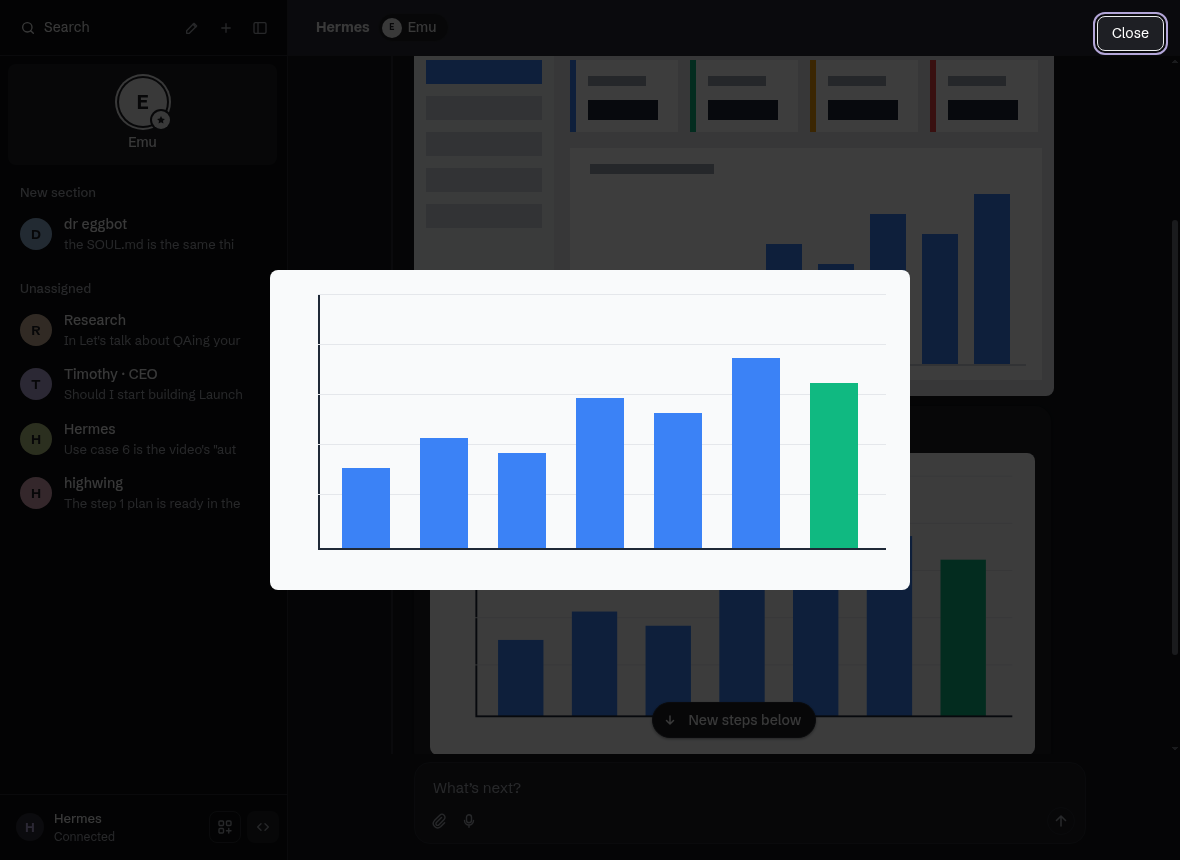 Search
Hermes
E
Emu
Close
E
Emu
New section
D
dr eggbot
the SOUL.md is the same thi
Unassigned
R
Research
In Let's talk about QAing your
T
Timothy · CEO
Should I start building Launch
H
Hermes
Use case 6 is the video's "aut
H
highwing
The step 1 plan is ready in the
New steps below
What's next?
H
Hermes
Connected